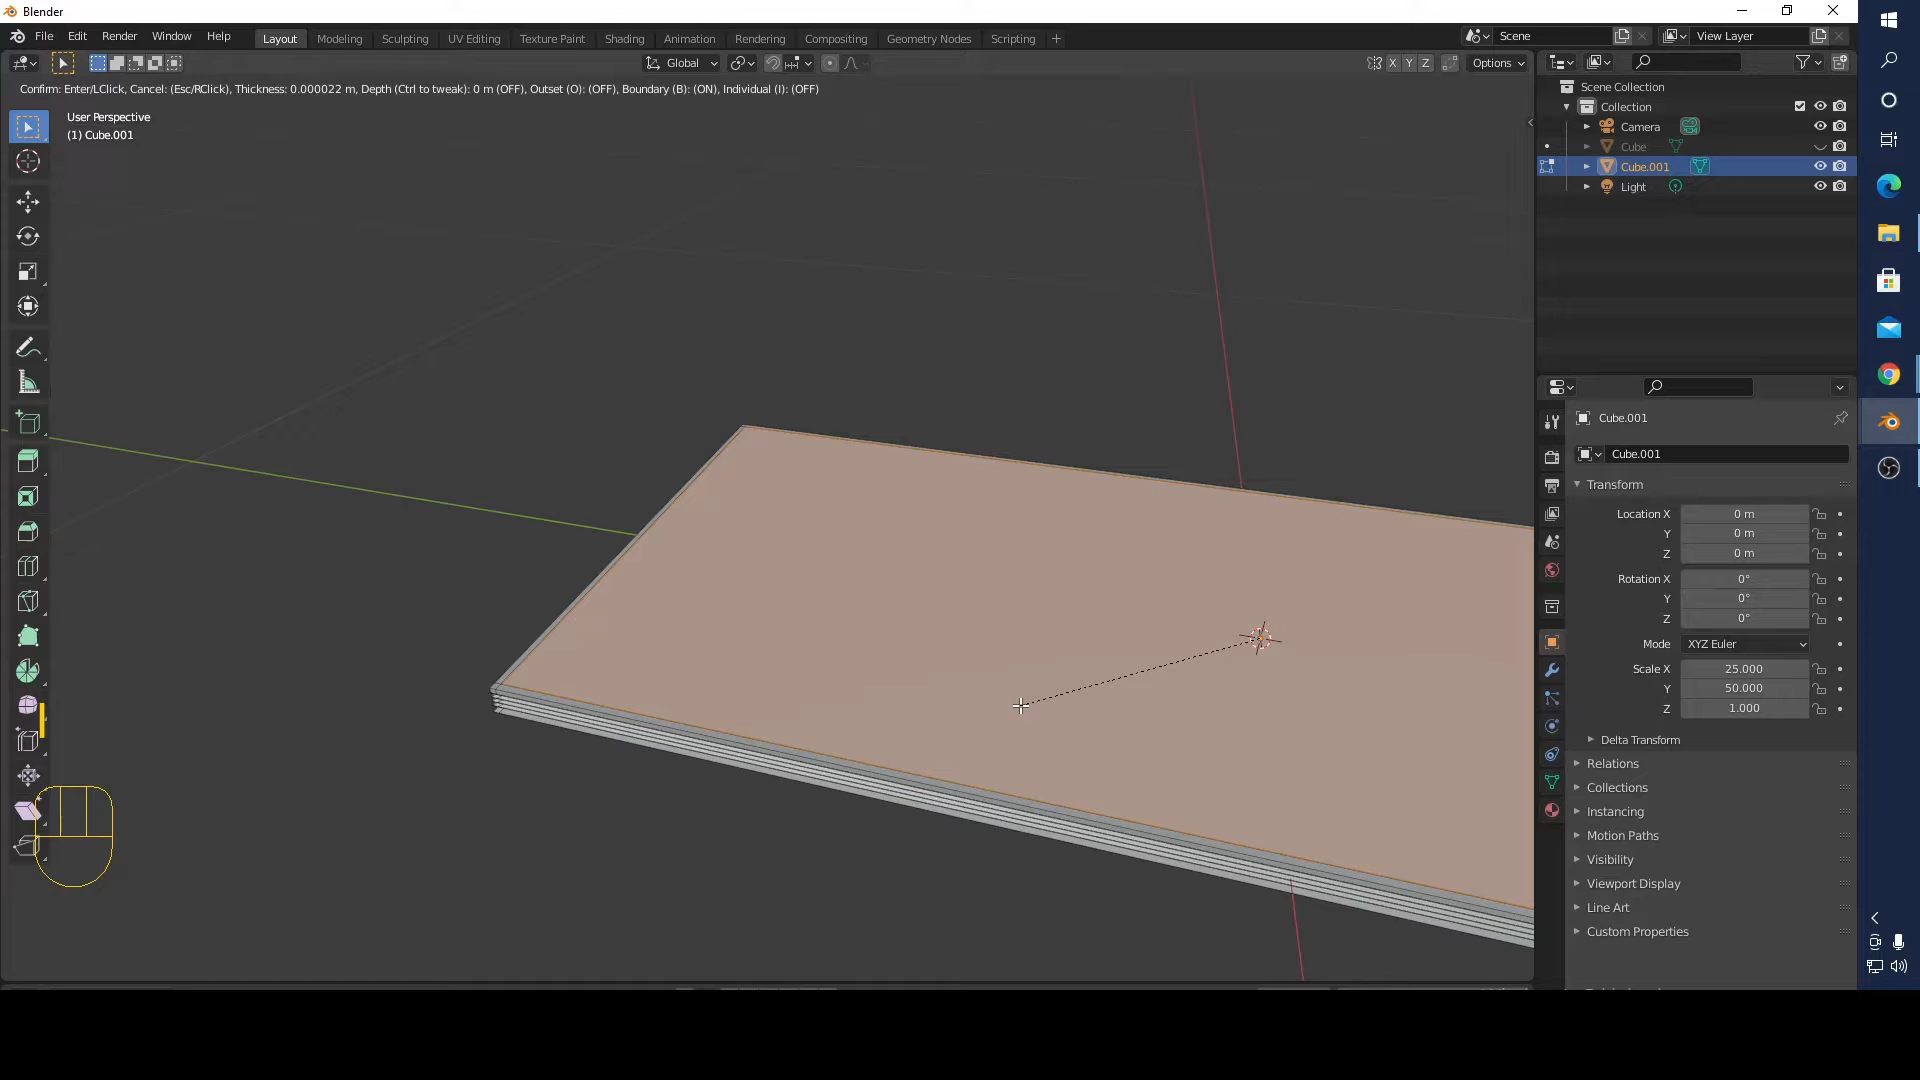 Blender
File Edit Render Window Help
Layout Modeling Sculpting UV Editing Texture Paint Shading Animation Rendering Compositing Geometry Nodes Scripting +
Scene
View Layer
Global
X Y Z
Options
Confirm: Enter/LClick, Cancel: (Esc/RClick), Thickness: 0.000022 m, Depth (Ctrl to tweak): 0 m (OFF), Outset (O): (OFF), Boundary (B): (ON), Individual (I): (OFF)
User Perspective
(1) Cube.001
Scene Collection
Collection
Camera
Cube
Cube.001
Light
Cube.001
Cube.001
Transform
Location X 0 m
Y 0 m
Z 0 m
Rotation X 0°
Y 0°
Z 0°
Mode XYZ Euler
Scale X 25.000
Y 50.000
Z 1.000
Delta Transform
Relations
Collections
Instancing
Motion Paths
Visibility
Viewport Display
Line Art
Custom Properties